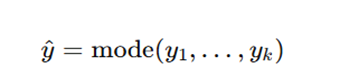 ŷ = mode(y₁, . . . , yₖ)